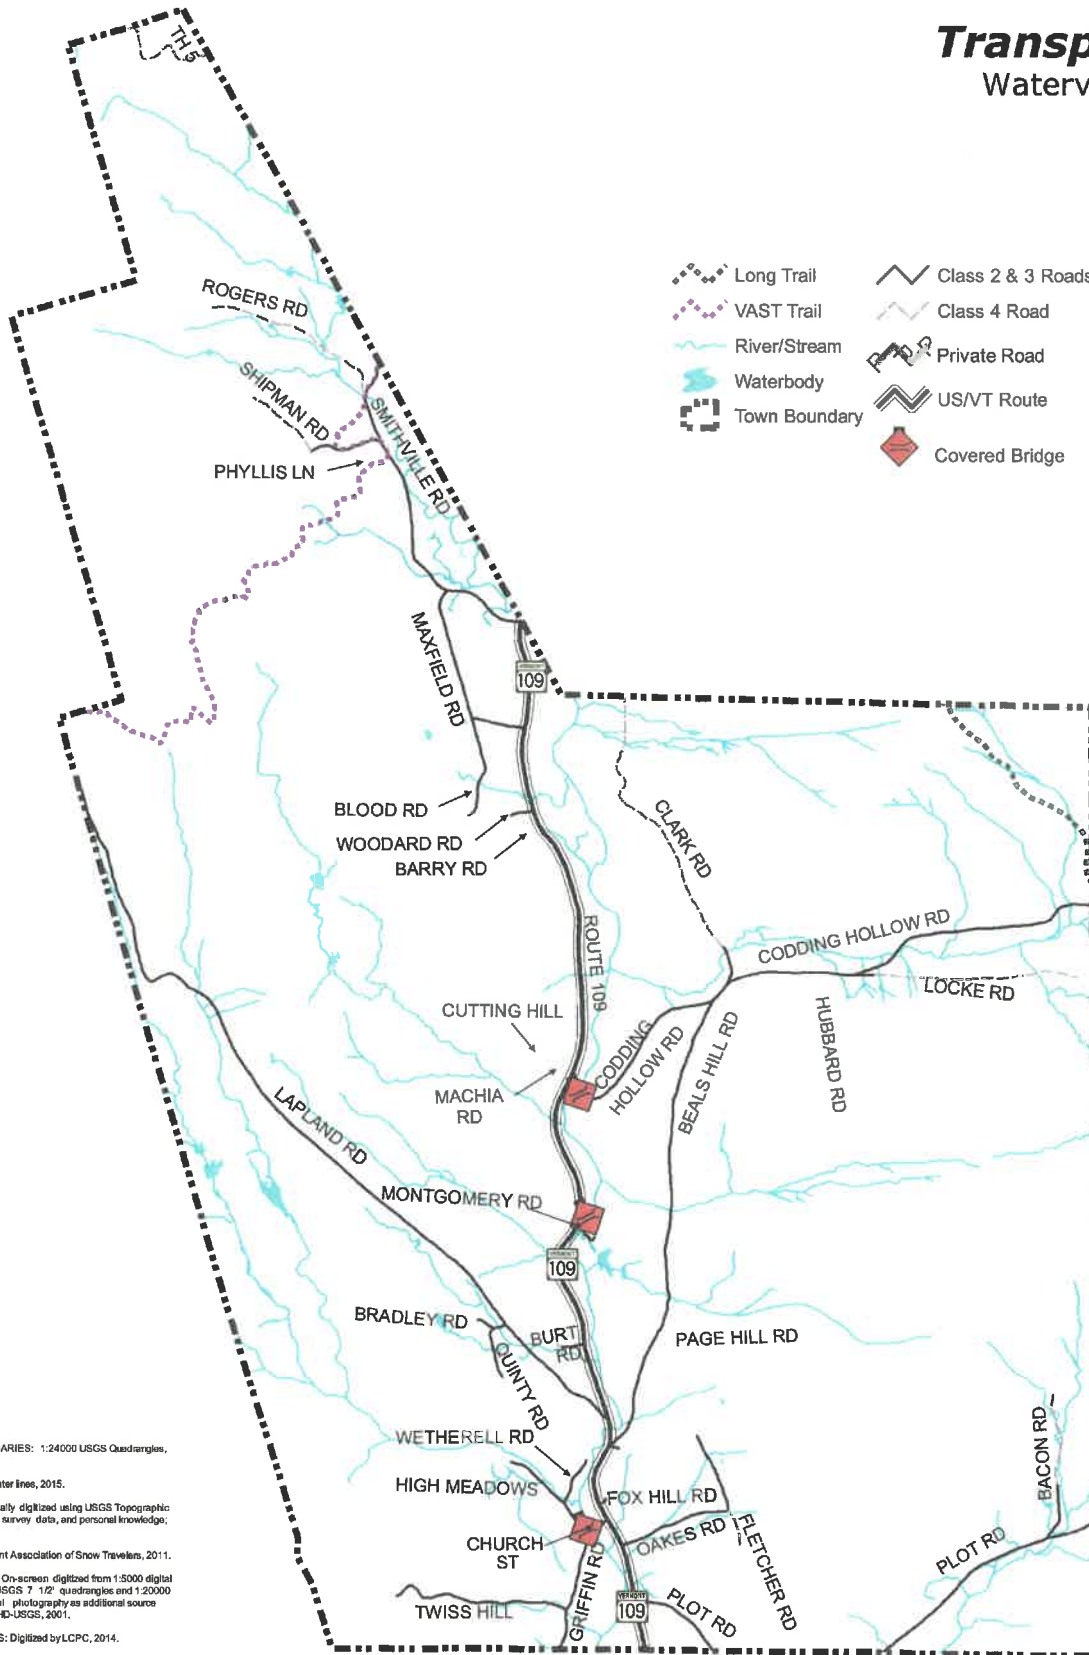 Transp
Waterv
TH 5
Long Trail
VAST Trail
River/Stream
Waterbody
Town Boundary
Class 2 & 3 Roads
Class 4 Road
Private Road
US/VT Route
Covered Bridge
ROGERS RD
SHIPMAN RD
SMITHVILLE RD
PHYLLIS LN
MAXFIELD RD
VERMONT
109
BLOOD RD
WOODARD RD
BARRY RD
CLARK RD
ROUTE 109
CODDING HOLLOW RD
LOCKE RD
HUBBARD RD
CUTTING HILL
CODDING
HOLLOW RD
BEALS HILL RD
MACHIA
RD
LAPLAND RD
MONTGOMERY RD
VERMONT
109
BRADLEY RD
BURT
RD
PAGE HILL RD
QUINTY RD
WETHERELL RD
HIGH MEADOWS
FOX HILL RD
BACON RD
CHURCH
ST
OAKES RD
FLETCHER RD
PLOT RD
GRIFFIN RD
TWISS HILL
VERMONT
109
PLOT RD
ARIES: 1:24000 USGS Quadrangles,
ter lines, 2015.
ally digitized using USGS Topographic
survey data, and personal knowledge;
nt Association of Snow Travelers, 2011.
On-screen digitized from 1:5000 digital
USGS 7 1/2' quadrangles and 1:20000
l photography as additional source
HD-USGS, 2001.
S: Digitized by LCPC, 2014.